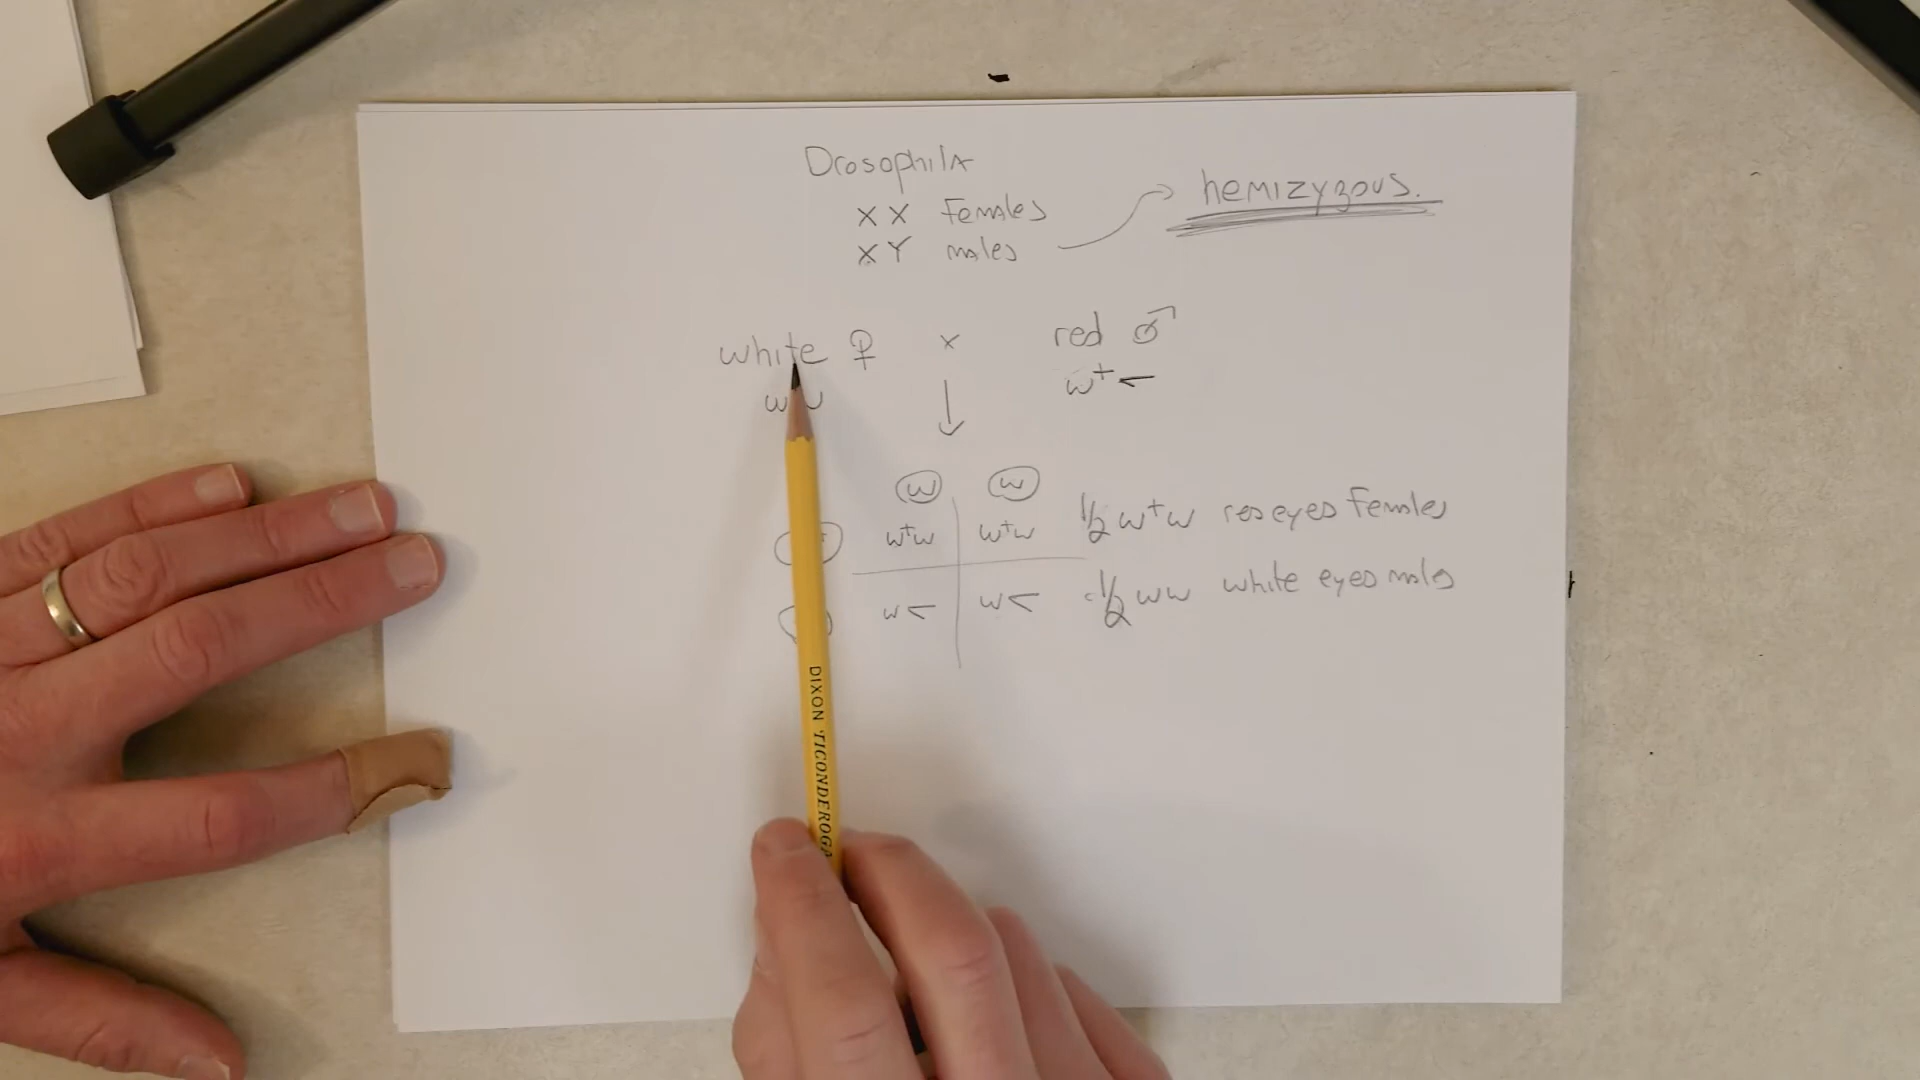 Drosophila
XX Females
XY males
hemizygous.
white ♀ x red ♂
w⁺
w w
w⁺w w⁺w
w w
1/2 w⁺w res eyes Females
1/2 ww white eyes males
DIXON TICONDEROGA